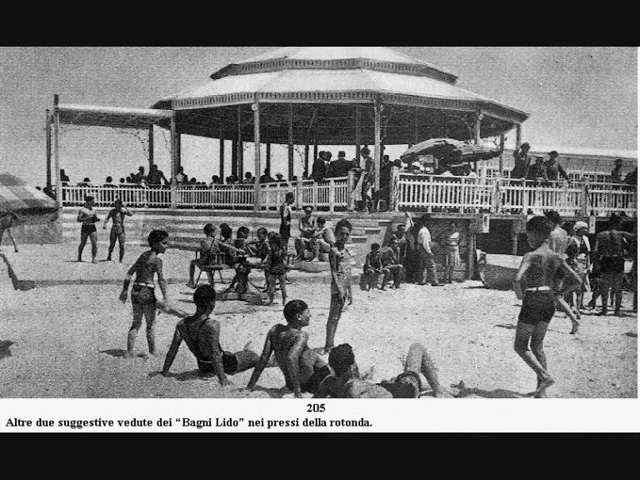 205
Altre due suggestive vedute dei “Bagni Lido” nei pressi della rotonda.